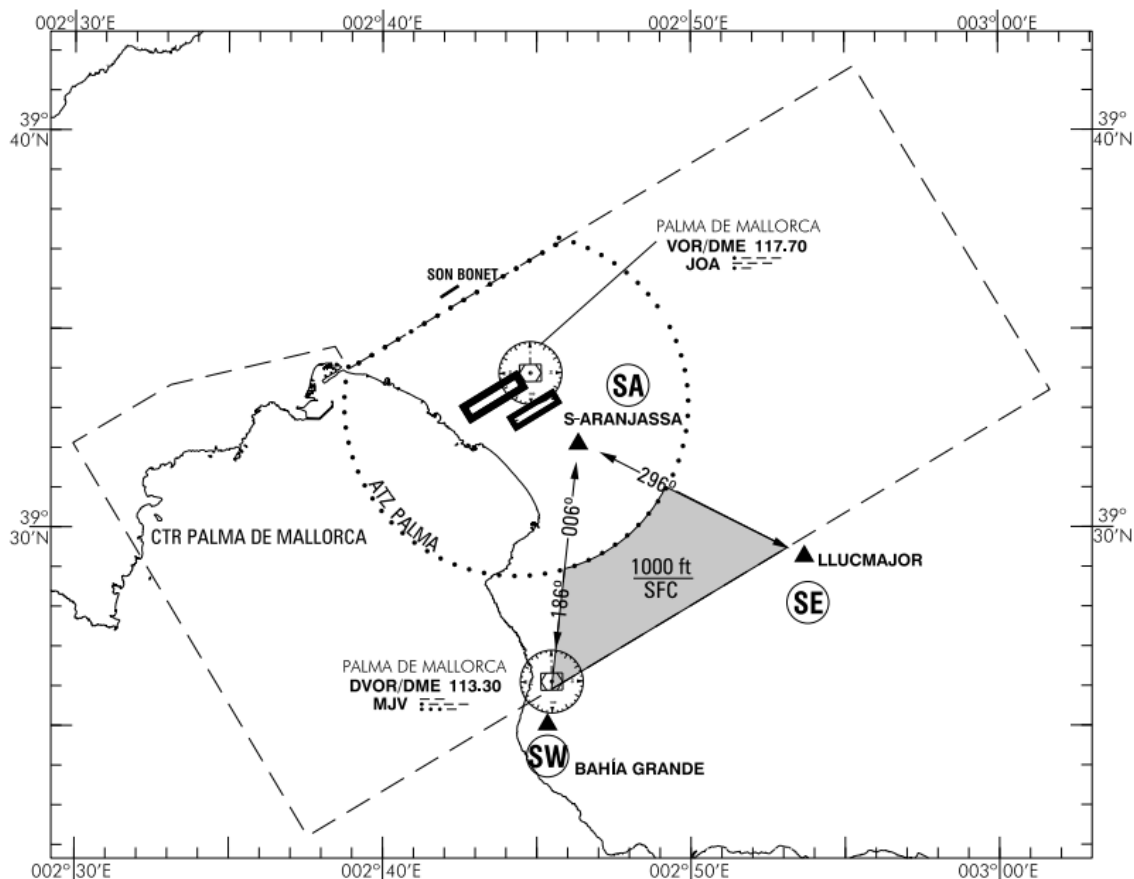 002°30'E 002°40'E 002°50'E 003°00'E
39°
40'N
39°
40'N
PALMA DE MALLORCA
VOR/DME 117.70
JOA
SON BONET
SA
S-ARANJASSA
296°
006°
ATZ PALMA
39°
30'N
39°
30'N
CTR PALMA DE MALLORCA
1000 ft
SFC
LLUCMAJOR
186°
SE
PALMA DE MALLORCA
DVOR/DME 113.30
MJV
SW
BAHÍA GRANDE
002°30'E 002°40'E 002°50'E 003°00'E